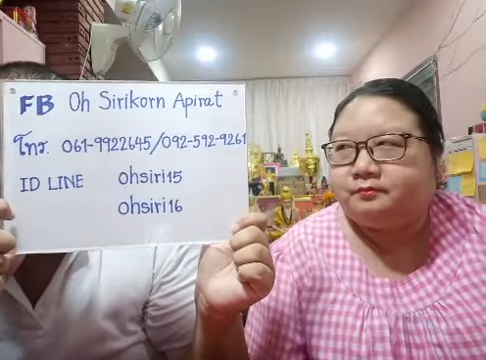 FB Oh Sirikorn Apirat
โทร. 061-9922645/092-592-9261
ID LINE ohsiri15
ohsiri16